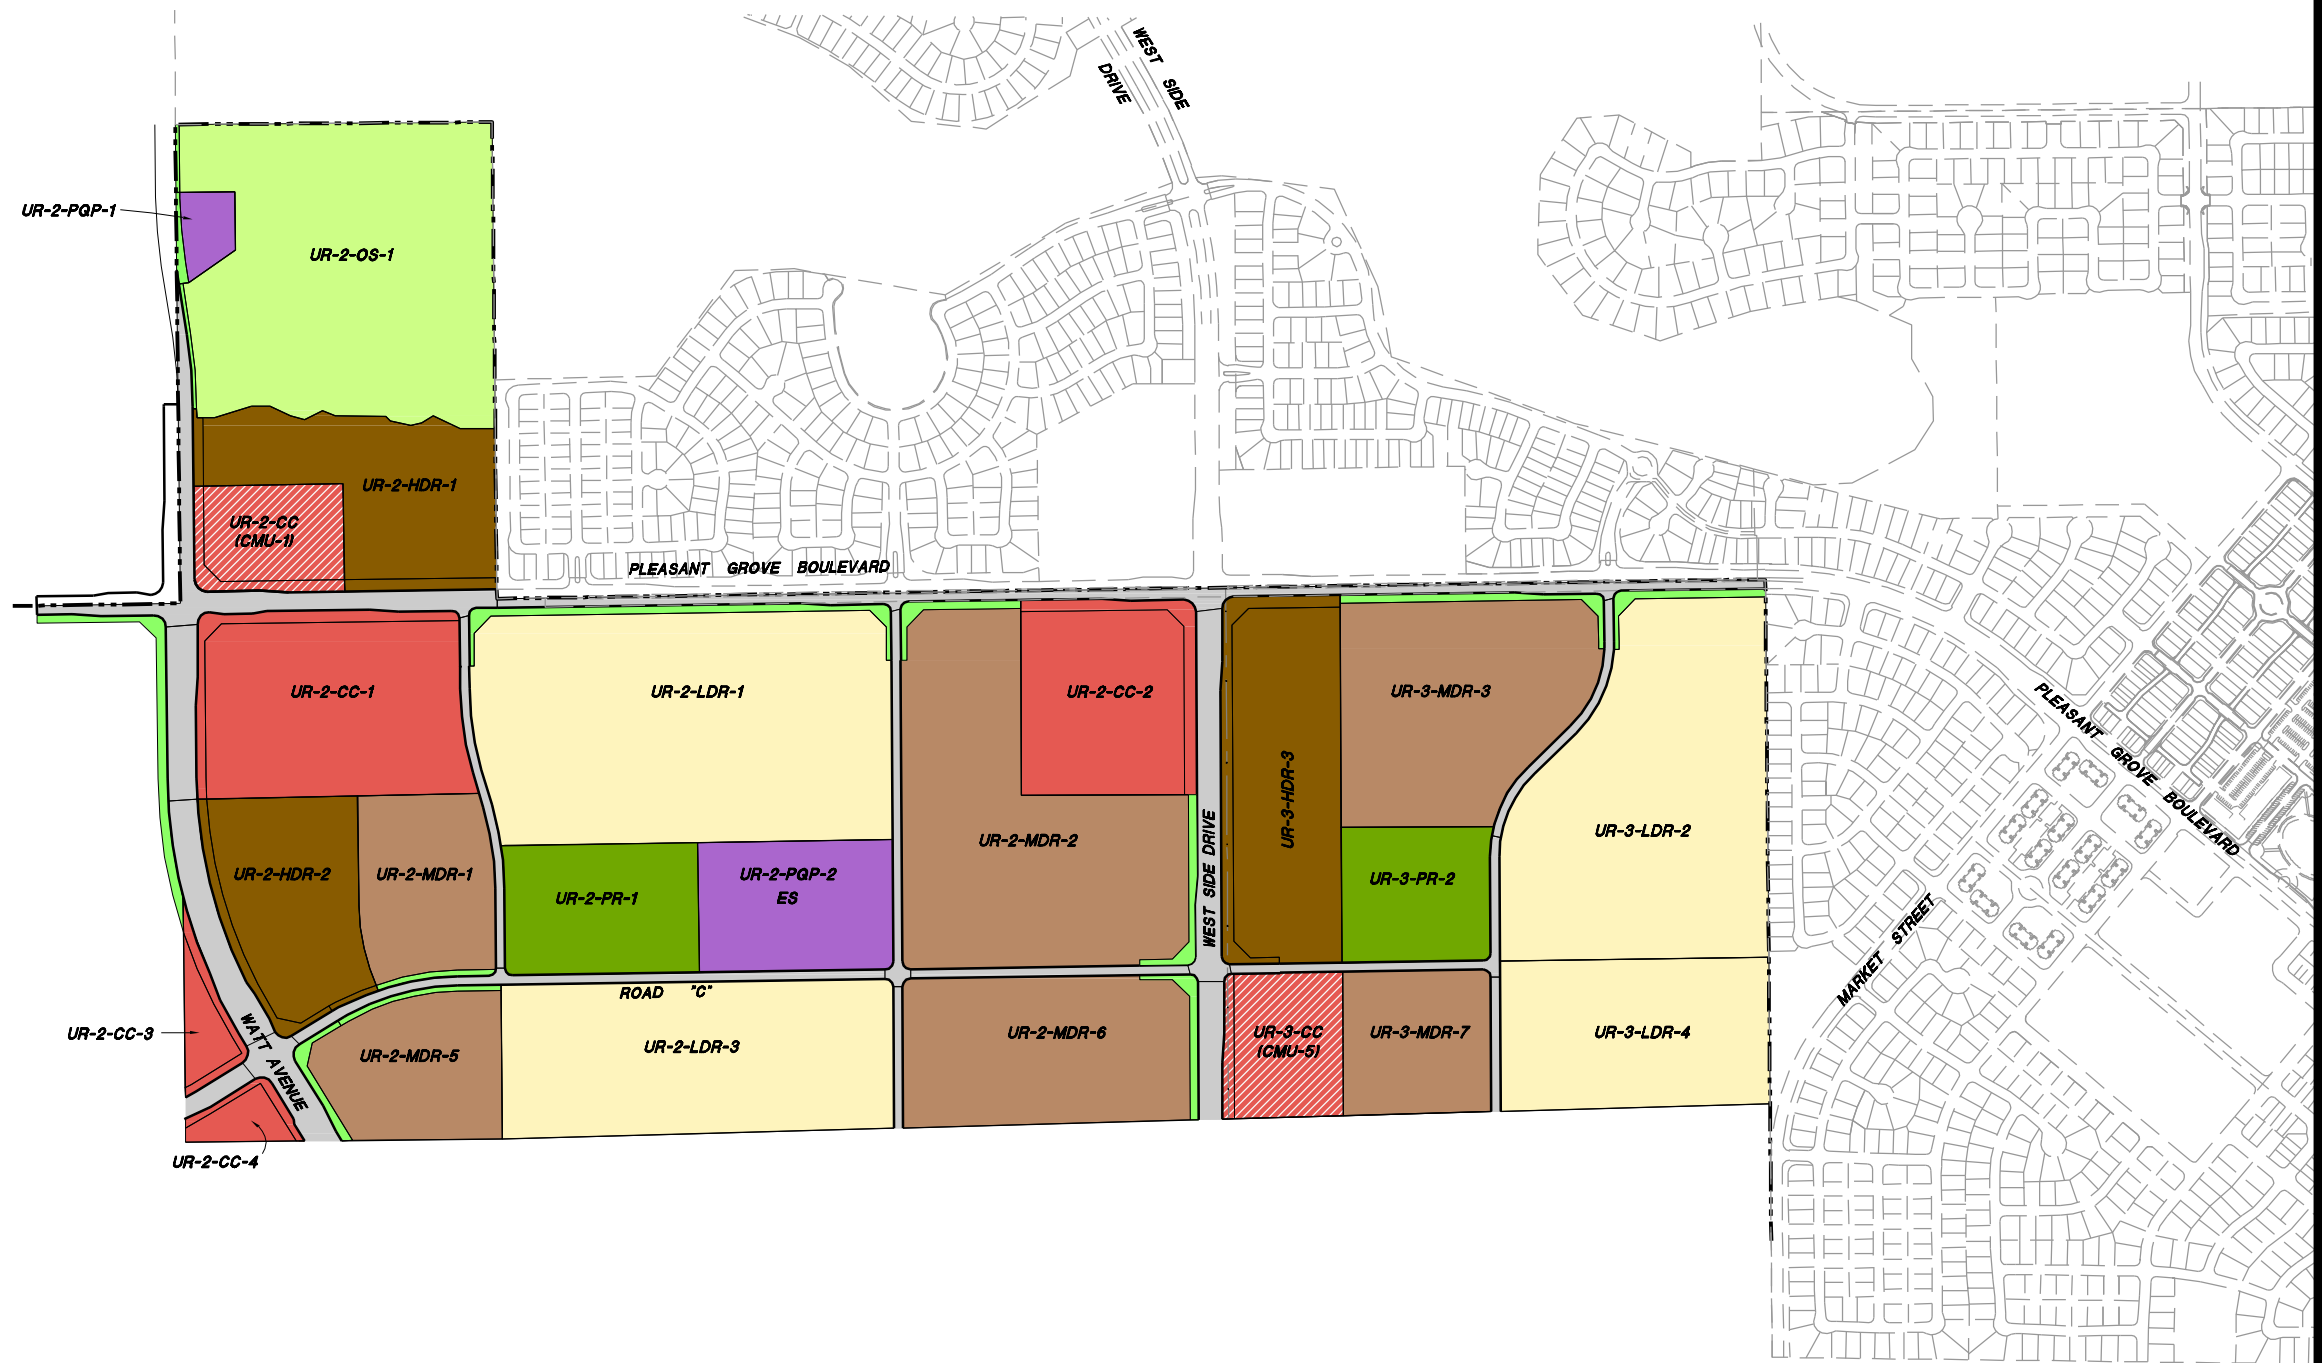 WEST SIDE
DRIVE
UR-2-PQP-1
UR-2-OS-1
UR-2-HDR-1
UR-2-CC
(CMU-1)
PLEASANT GROVE BOULEVARD
UR-2-CC-1
UR-2-LDR-1
UR-2-CC-2
UR-3-MDR-3
UR-3-HDR-3
PLEASANT GROVE BOULEVARD
UR-2-MDR-2
UR-3-LDR-2
UR-2-HDR-2
UR-2-MDR-1
UR-2-PR-1
UR-2-PQP-2
ES
WEST SIDE DRIVE
UR-3-PR-2
MARKET STREET
ROAD "C"
UR-2-CC-3
WATT AVENUE
UR-2-MDR-5
UR-2-LDR-3
UR-2-MDR-6
UR-3-CC
(CMU-5)
UR-3-MDR-7
UR-3-LDR-4
UR-2-CC-4